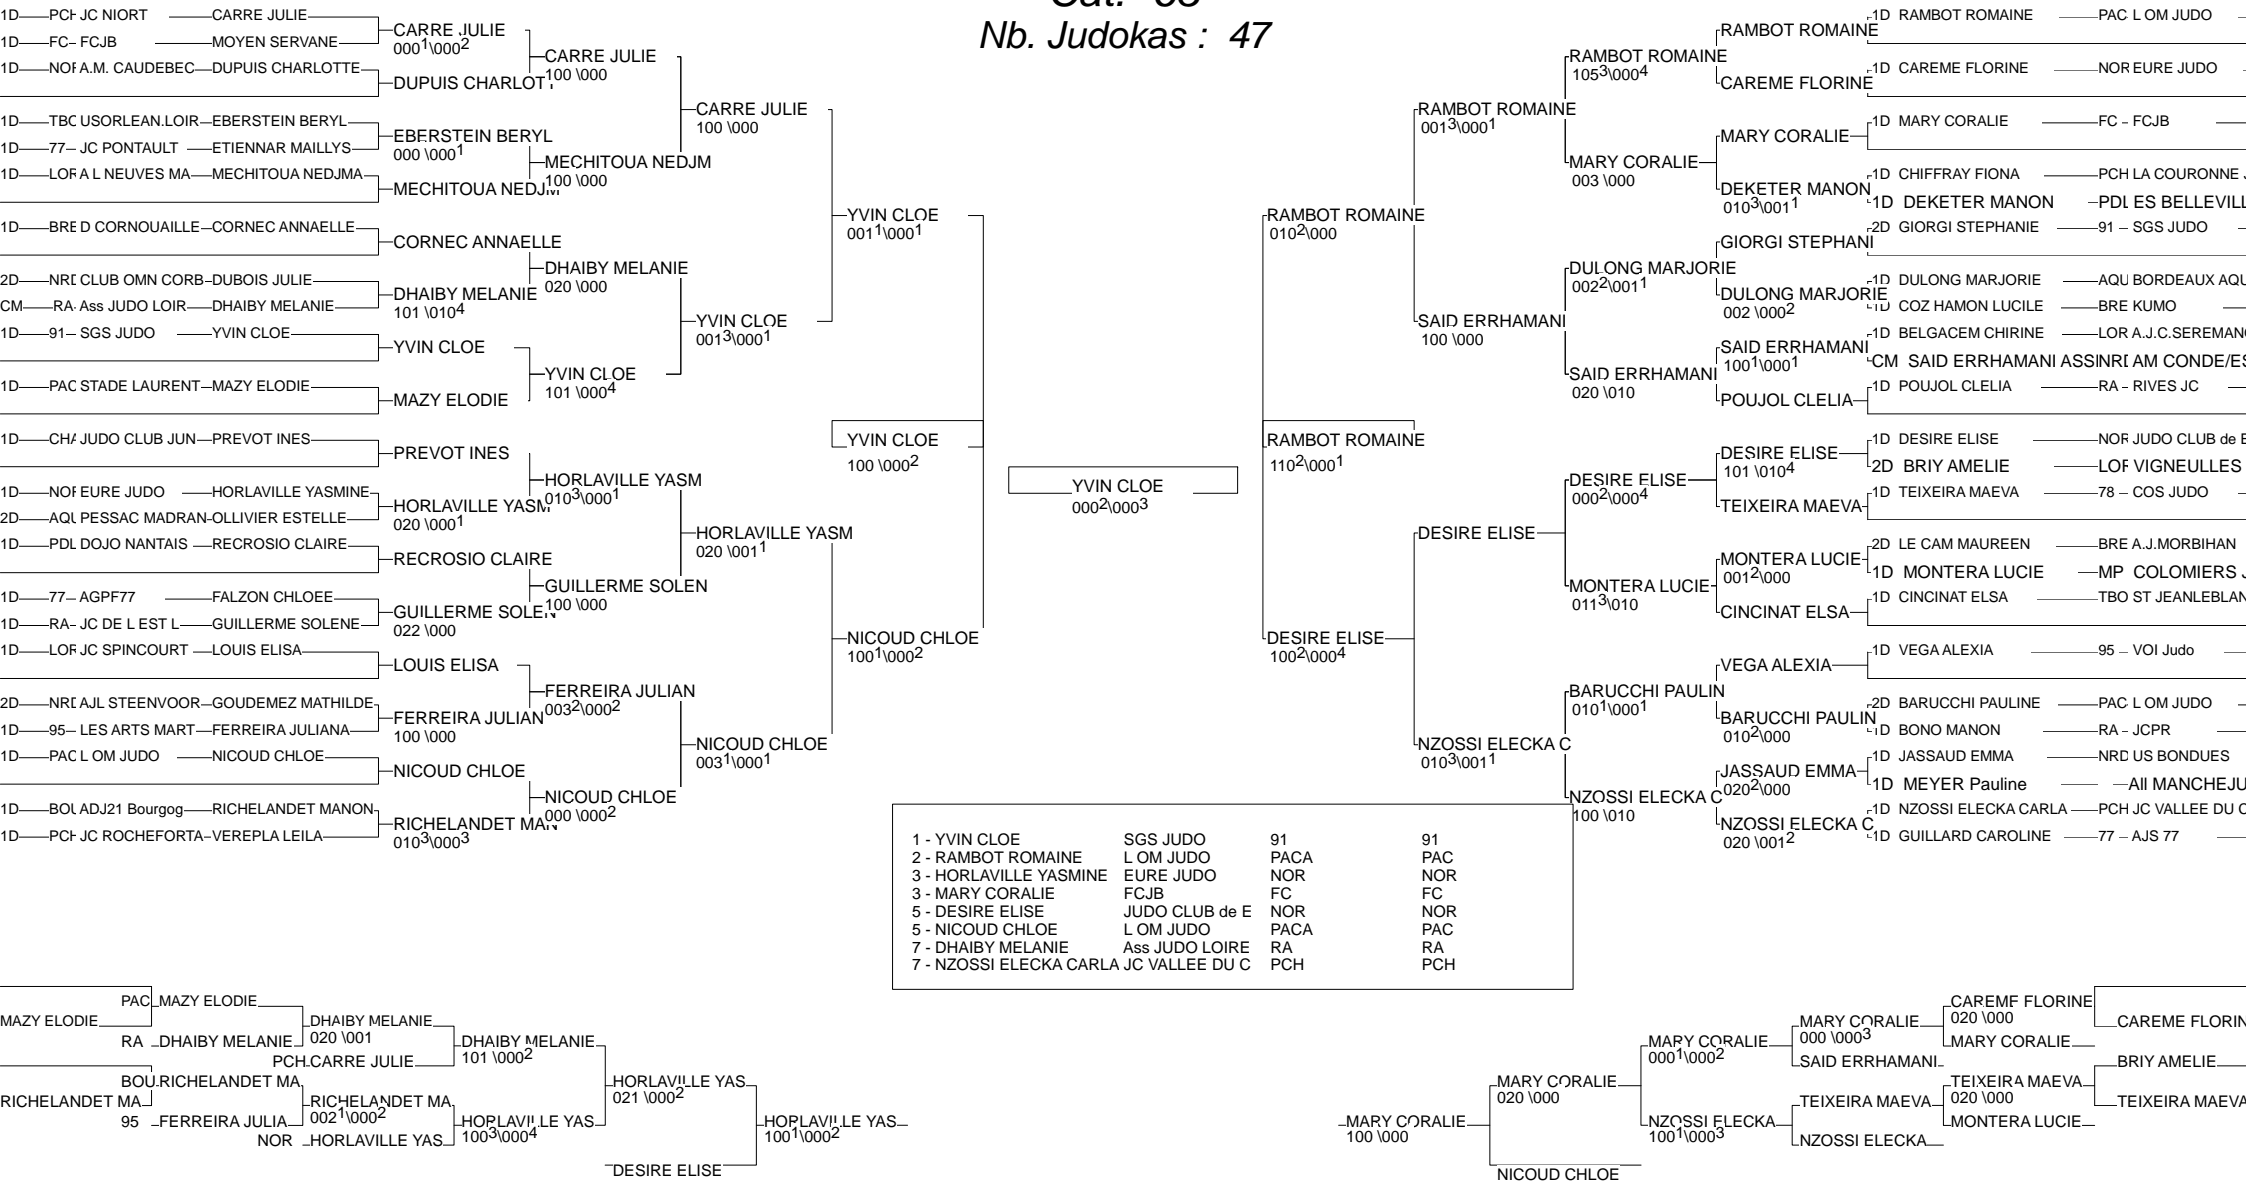 Nb. Judokas : 47
1D PCH JC NIORT CARRE JULIE
1D FC- FCJB MOYEN SERVANE
1D NOR A.M. CAUDEBEC DUPUIS CHARLOTTE
1D TBO USORLEAN.LOIR EBERSTEIN BERYL
1D 77- JC PONTAULT ETIENNAR MAILLYS
1D LOR A L NEUVES MA MECHITOUA NEDJMA
1D BRE D CORNOUAILLE CORNEC ANNAELLE
2D NRD CLUB OMN CORB DUBOIS JULIE
CM RA- Ass JUDO LOIR DHAIBY MELANIE
1D 91- SGS JUDO YVIN CLOE
1D PAC STADE LAURENT MAZY ELODIE
1D CHA JUDO CLUB JUN PREVOT INES
1D NOR EURE JUDO HORLAVILLE YASMINE
2D AQU PESSAC MADRAN OLLIVIER ESTELLE
1D PDL DOJO NANTAIS RECROSIO CLAIRE
1D 77- AGPF77 FALZON CHLOEE
1D RA- JC DE L EST L GUILLERME SOLENE
1D LOR JC SPINCOURT LOUIS ELISA
2D NRD AJL STEENVOOR GOUDEMEZ MATHILDE
1D 95- LES ARTS MART FERREIRA JULIANA
1D PAC L OM JUDO NICOUD CHLOE
1D BOU ADJ21 Bourgog RICHELANDET MANON
1D PCH JC ROCHEFORTA VEREPLA LEILA
CARRE JULIE
0001\0002
DUPUIS CHARLOT
EBERSTEIN BERYL
000 \0001
MECHITOUA NEDJM
CORNEC ANNAELLE
DHAIBY MELANIE
101 \0104
YVIN CLOE
MAZY ELODIE
PREVOT INES
HORLAVILLE YASM
020 \0001
RECROSIO CLAIRE
GUILLERME SOLEN
022 \000
LOUIS ELISA
FERREIRA JULIAN
100 \000
NICOUD CHLOE
RICHELANDET MAN
0103\0003
CARRE JULIE
100 \000
MECHITOUA NEDJM
100 \000
DHAIBY MELANIE
020 \000
YVIN CLOE
101 \0004
HORLAVILLE YASM
0103\0001
GUILLERME SOLEN
100 \000
FERREIRA JULIAN
0032\0002
NICOUD CHLOE
000 \0002
CARRE JULIE
100 \000
YVIN CLOE
0013\0001
HORLAVILLE YASM
020 \0011
NICOUD CHLOE
0031\0001
YVIN CLOE
0011\0001
NICOUD CHLOE
1001\0002
YVIN CLOE
100 \0002
YVIN CLOE
0002\0003
RAMBOT ROMAINE
1102\0001
RAMBOT ROMAINE
0102\000
DESIRE ELISE
1002\0004
RAMBOT ROMAINE
0013\0001
SAID ERRHAMANI
100 \000
DESIRE ELISE
NZOSSI ELECKA C
0103\0011
RAMBOT ROMAINE
1053\0004
MARY CORALIE
003 \000
DULONG MARJORIE
0022\0011
SAID ERRHAMANI
020 \010
DESIRE ELISE
0002\0004
MONTERA LUCIE
0113\010
BARUCCHI PAULIN
0101\0001
NZOSSI ELECKA C
100 \010
RAMBOT ROMAINE
CAREME FLORINE
MARY CORALIE
DEKETER MANON
0103\0011
GIORGI STEPHANI
DULONG MARJORIE
002 \0002
SAID ERRHAMANI
1001\0001
POUJOL CLELIA
DESIRE ELISE
101 \0104
TEIXEIRA MAEVA
MONTERA LUCIE
0012\000
CINCINAT ELSA
VEGA ALEXIA
BARUCCHI PAULIN
0102\000
JASSAUD EMMA
0202\000
NZOSSI ELECKA C
020 \0012
1D RAMBOT ROMAINE PAC L OM JUDO
1D CAREME FLORINE NOR EURE JUDO
1D MARY CORALIE FC - FCJB
1D CHIFFRAY FIONA PCH LA COURONNE
1D DEKETER MANON PDL ES BELLEVILL
2D GIORGI STEPHANIE 91 - SGS JUDO
1D DULONG MARJORIE AQU BORDEAUX AQU
1D COZ HAMON LUCILE BRE KUMO
1D BELGACEM CHIRINE LOR A.J.C.SEREMANG
CM SAID ERRHAMANI ASSI NRD AM CONDE/ES
1D POUJOL CLELIA RA - RIVES JC
1D DESIRE ELISE NOR JUDO CLUB de E
2D BRIY AMELIE LOR VIGNEULLES
1D TEIXEIRA MAEVA 78 - COS JUDO
2D LE CAM MAUREEN BRE A.J.MORBIHAN
1D MONTERA LUCIE MP COLOMIERS J
1D CINCINAT ELSA TBO ST JEANLEBLAN
1D VEGA ALEXIA 95 - VOI Judo
2D BARUCCHI PAULINE PAC L OM JUDO
1D BONO MANON RA - JCPR
1D JASSAUD EMMA NRD US BONDUES
1D MEYER Pauline All MANCHEJU
1D NZOSSI ELECKA CARLA PCH JC VALLEE DU C
1D GUILLARD CAROLINE 77 - AJS 77
1 - YVIN CLOE SGS JUDO 91 91
2 - RAMBOT ROMAINE L OM JUDO PACA PAC
3 - HORLAVILLE YASMINE EURE JUDO NOR NOR
3 - MARY CORALIE FCJB FC FC
5 - DESIRE ELISE JUDO CLUB de E NOR NOR
5 - NICOUD CHLOE L OM JUDO PACA PAC
7 - DHAIBY MELANIE Ass JUDO LOIRE RA RA
7 - NZOSSI ELECKA CARLA JC VALLEE DU C PCH PCH
MAZY ELODIE
RICHELANDET MA
PAC MAZY ELODIE
RA DHAIBY MELANIE
BOU RICHELANDET MA
95 FERREIRA JULIA
DHAIBY MELANIE
020 \001
PCH CARRE JULIE
RICHELANDET MA
0021\0002
NOR HORLAVILLE YAS
DHAIBY MELANIE
101 \0002
HORLAVILLE YAS
1003\0004
HORLAVILLE YAS
021 \0002
DESIRE ELISE
HORLAVILLE YAS
1001\0002
MARY CORALIE
100 \000
MARY CORALIE
020 \000
NICOUD CHLOE
MARY CORALIE
0001\0002
NZOSSI ELECKA
1001\0003
MARY CORALIE
000 \0003
SAID ERRHAMANI
TEIXEIRA MAEVA
NZOSSI ELECKA
CAREME FLORINE
020 \000
MARY CORALIE
TEIXEIRA MAEVA
020 \000
MONTERA LUCIE
CAREME FLORIN
BRIY AMELIE
TEIXEIRA MAEVA